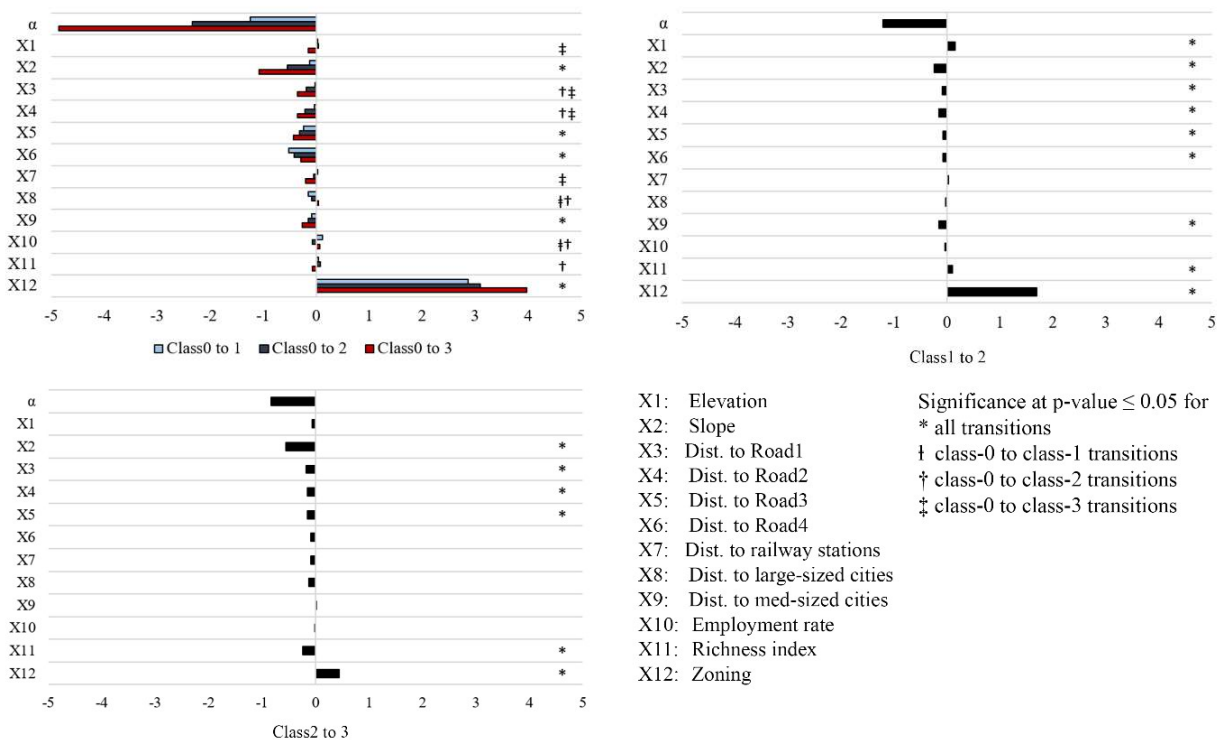 α
X1 ‡
X2 *
X3 †‡
X4 †‡
X5 *
X6 *
X7 ‡
X8 ƚ†
X9 *
X10 ƚ†
X11 †
X12 *
-5 -4 -3 -2 -1 0 1 2 3 4 5
Class0 to 1 Class0 to 2 Class0 to 3
α
X1 *
X2 *
X3 *
X4 *
X5 *
X6 *
X7
X8
X9 *
X10
X11 *
X12 *
-5 -4 -3 -2 -1 0 1 2 3 4 5
Class1 to 2
α
X1
X2 *
X3 *
X4 *
X5 *
X6
X7
X8
X9
X10
X11 *
X12 *
-5 -4 -3 -2 -1 0 1 2 3 4 5
Class2 to 3
X1: Elevation
X2: Slope
X3: Dist. to Road1
X4: Dist. to Road2
X5: Dist. to Road3
X6: Dist. to Road4
X7: Dist. to railway stations
X8: Dist. to large-sized cities
X9: Dist. to med-sized cities
X10: Employment rate
X11: Richness index
X12: Zoning
Significance at p-value ≤ 0.05 for
* all transitions
ƚ class-0 to class-1 transitions
† class-0 to class-2 transitions
‡ class-0 to class-3 transitions